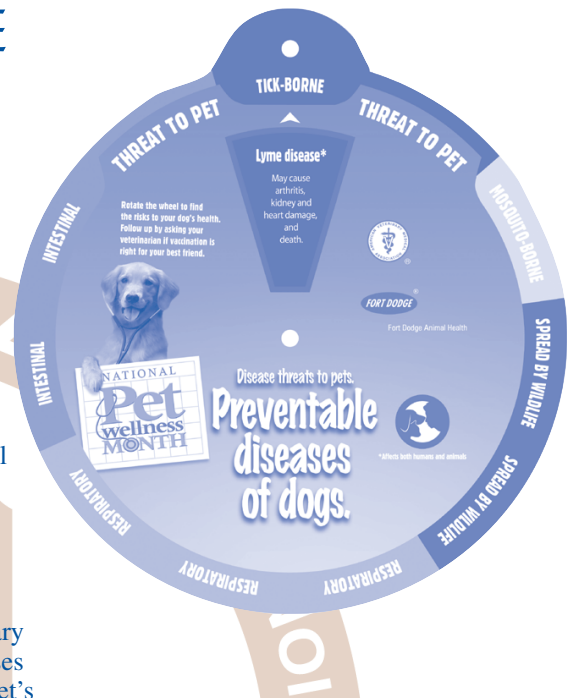 TICK-BORNE
THREAT TO PET
THREAT TO PET
Lyme disease*
May cause
arthritis,
kidney and
heart damage,
and
death.
Rotate the wheel to find
the risks to your dog's health.
Follow up by asking your
veterinarian if vaccination is
right for your best friend.
INTESTINAL
INTESTINAL
MOSQUITO-BORNE
SPREAD BY WILDLIFE
SPREAD BY WILDLIFE
®
FORT DODGE®
Fort Dodge Animal Health
NATIONAL
Pet
wellness
MONTH
Disease threats to pets.
Preventable
diseases
of dogs.
*Affects both humans and animals
RESPIRATORY
RESPIRATORY
RESPIRATORY